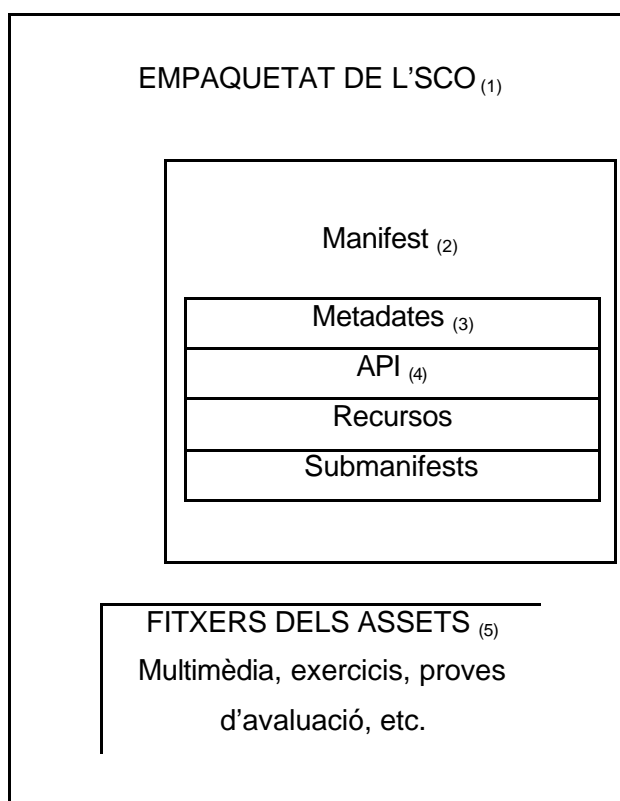 EMPAQUETAT DE L'SCO (1)
Manifest (2)
Metadates (3)
API (4)
Recursos
Submanifests
FITXERS DELS ASSETS (5)
Multimèdia, exercicis, proves
d'avaluació, etc.